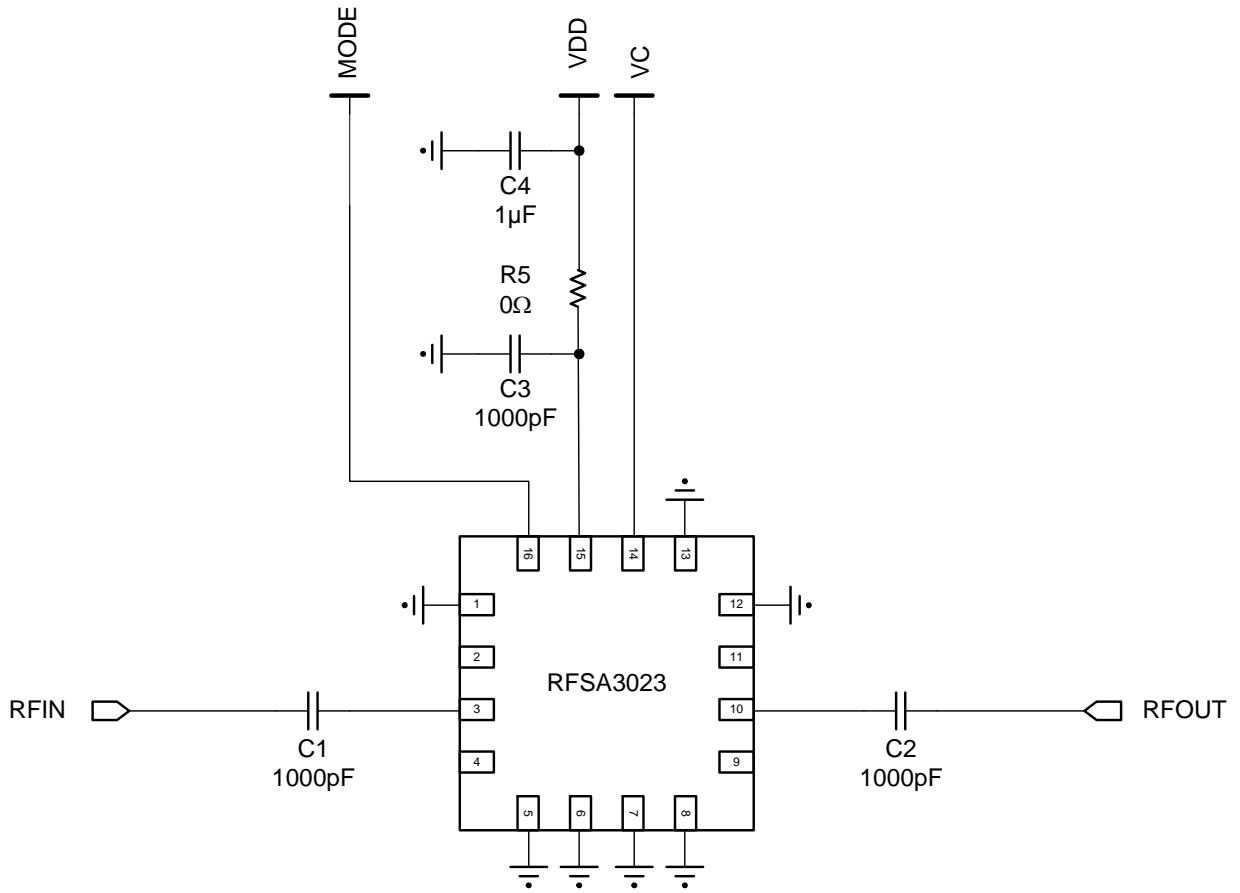 MODE
VDD
VC
C4
1µF
R5
0Ω
C3
1000pF
16
15
14
13
1
12
2
11
RFSA3023
RFIN
3
10
RFOUT
C1
1000pF
C2
1000pF
4
9
5
6
7
8